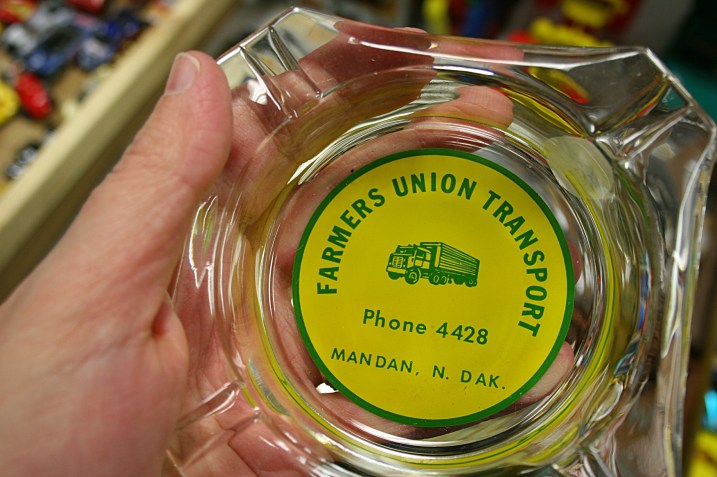 FARMERS UNION TRANSPORT
Phone 4428
MANDAN, N. DAK.